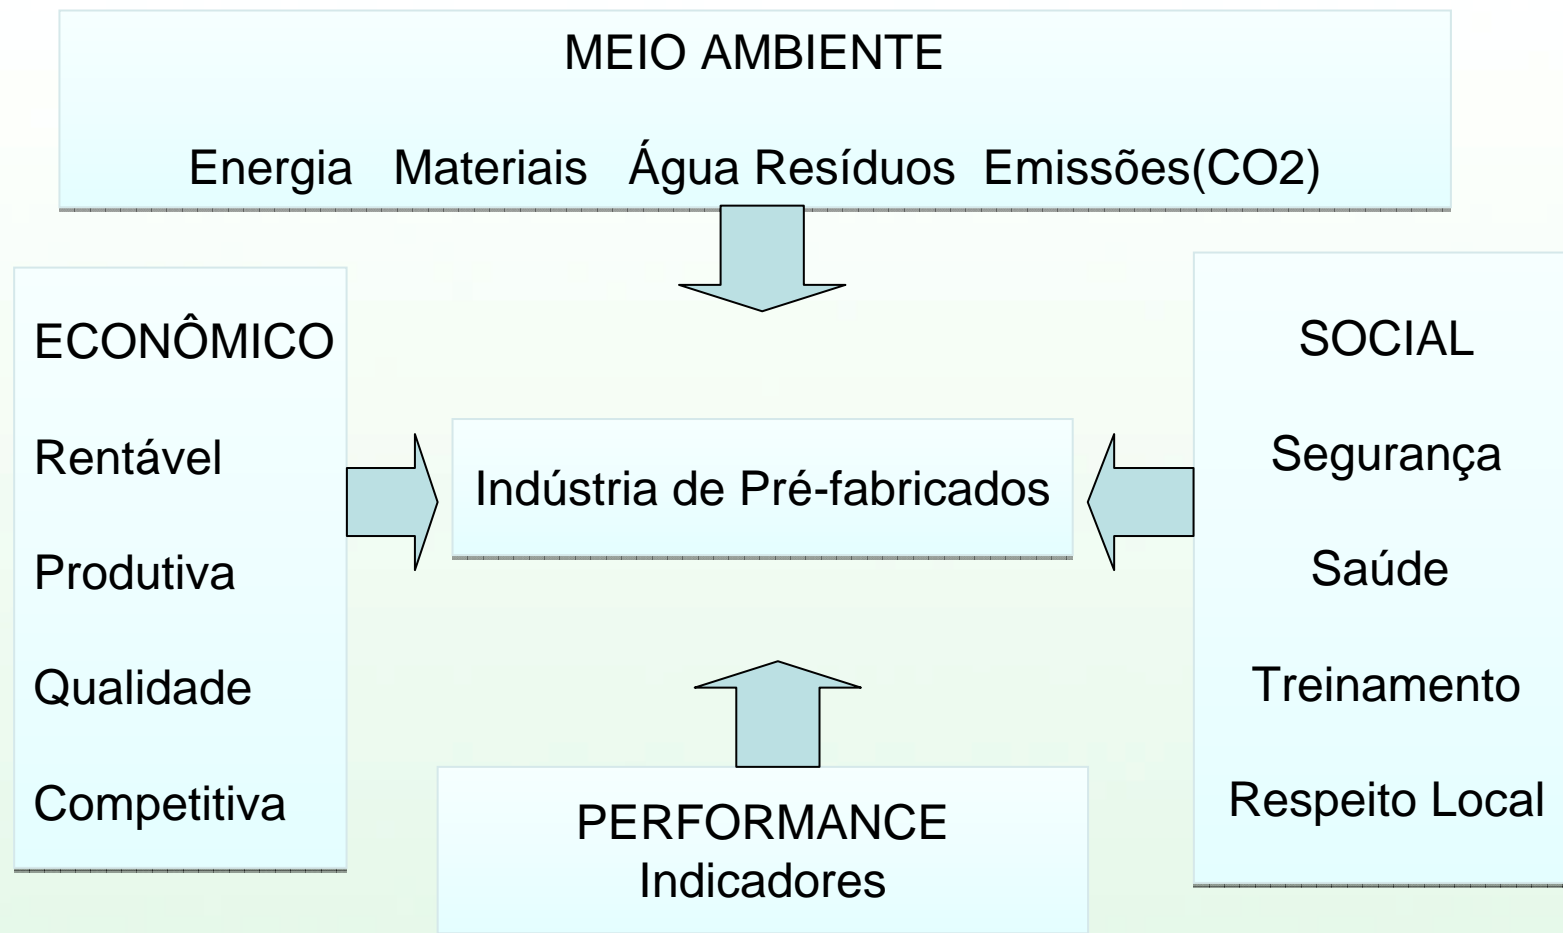 MEIO AMBIENTE
Energia Materiais Água Resíduos Emissões(CO2)
ECONÔMICO
Rentável
Produtiva
Qualidade
Competitiva
Indústria de Pré-fabricados
SOCIAL
Segurança
Saúde
Treinamento
Respeito Local
PERFORMANCE
Indicadores